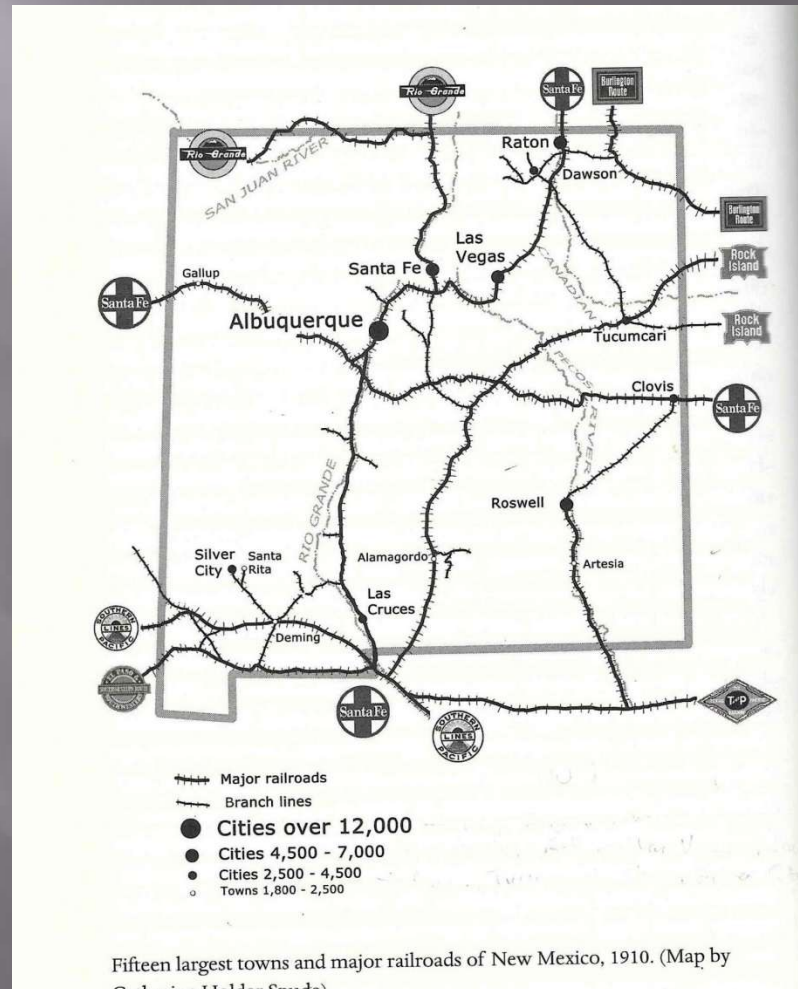 Rio Grande
Santa Fe
Burlington
Route
Rio Grande
SAN JUAN RIVER
Raton
Dawson
Burlington
Route
Las
Vegas
Santa Fe
CANADIAN
Rock
Island
Gallup
Santa Fe
Albuquerque
Tucumcari
Rock
Island
PECOS RIVER
Clovis
Santa Fe
RIO GRANDE
Roswell
Silver
City
Santa
Rita
Alamagordo
Artesia
Las
Cruces
SOUTHERN
LINES
PACIFIC
Deming
Santa Fe
SOUTHERN
LINES
PACIFIC
Major railroads
Branch lines
Cities over 12,000
Cities 4,500 - 7,000
Cities 2,500 - 4,500
Towns 1,800 - 2,500
Fifteen largest towns and major railroads of New Mexico, 1910. (Map by